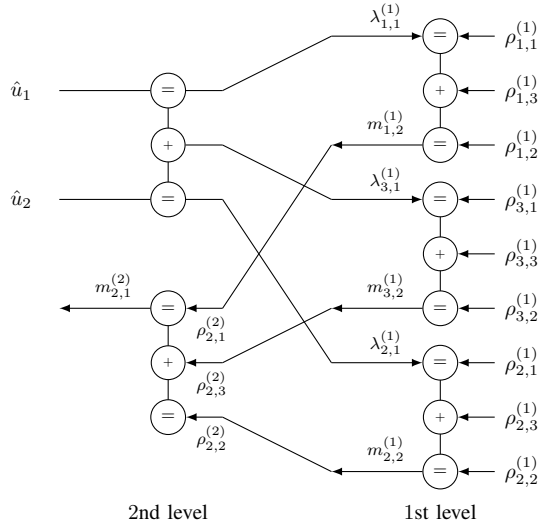 λ_{1,1}^{(1)}
= ρ_{1,1}^{(1)}
û_1 = + ρ_{1,3}^{(1)}
m_{1,2}^{(1)}
+ = ρ_{1,2}^{(1)}
λ_{3,1}^{(1)}
û_2 = = ρ_{3,1}^{(1)}
+ ρ_{3,3}^{(1)}
m_{2,1}^{(2)} m_{3,2}^{(1)}
= = ρ_{3,2}^{(1)}
ρ_{2,1}^{(2)} λ_{2,1}^{(1)}
+ = ρ_{2,1}^{(1)}
ρ_{2,3}^{(2)}
= + ρ_{2,3}^{(1)}
ρ_{2,2}^{(2)} m_{2,2}^{(1)}
= ρ_{2,2}^{(1)}
2nd level 1st level